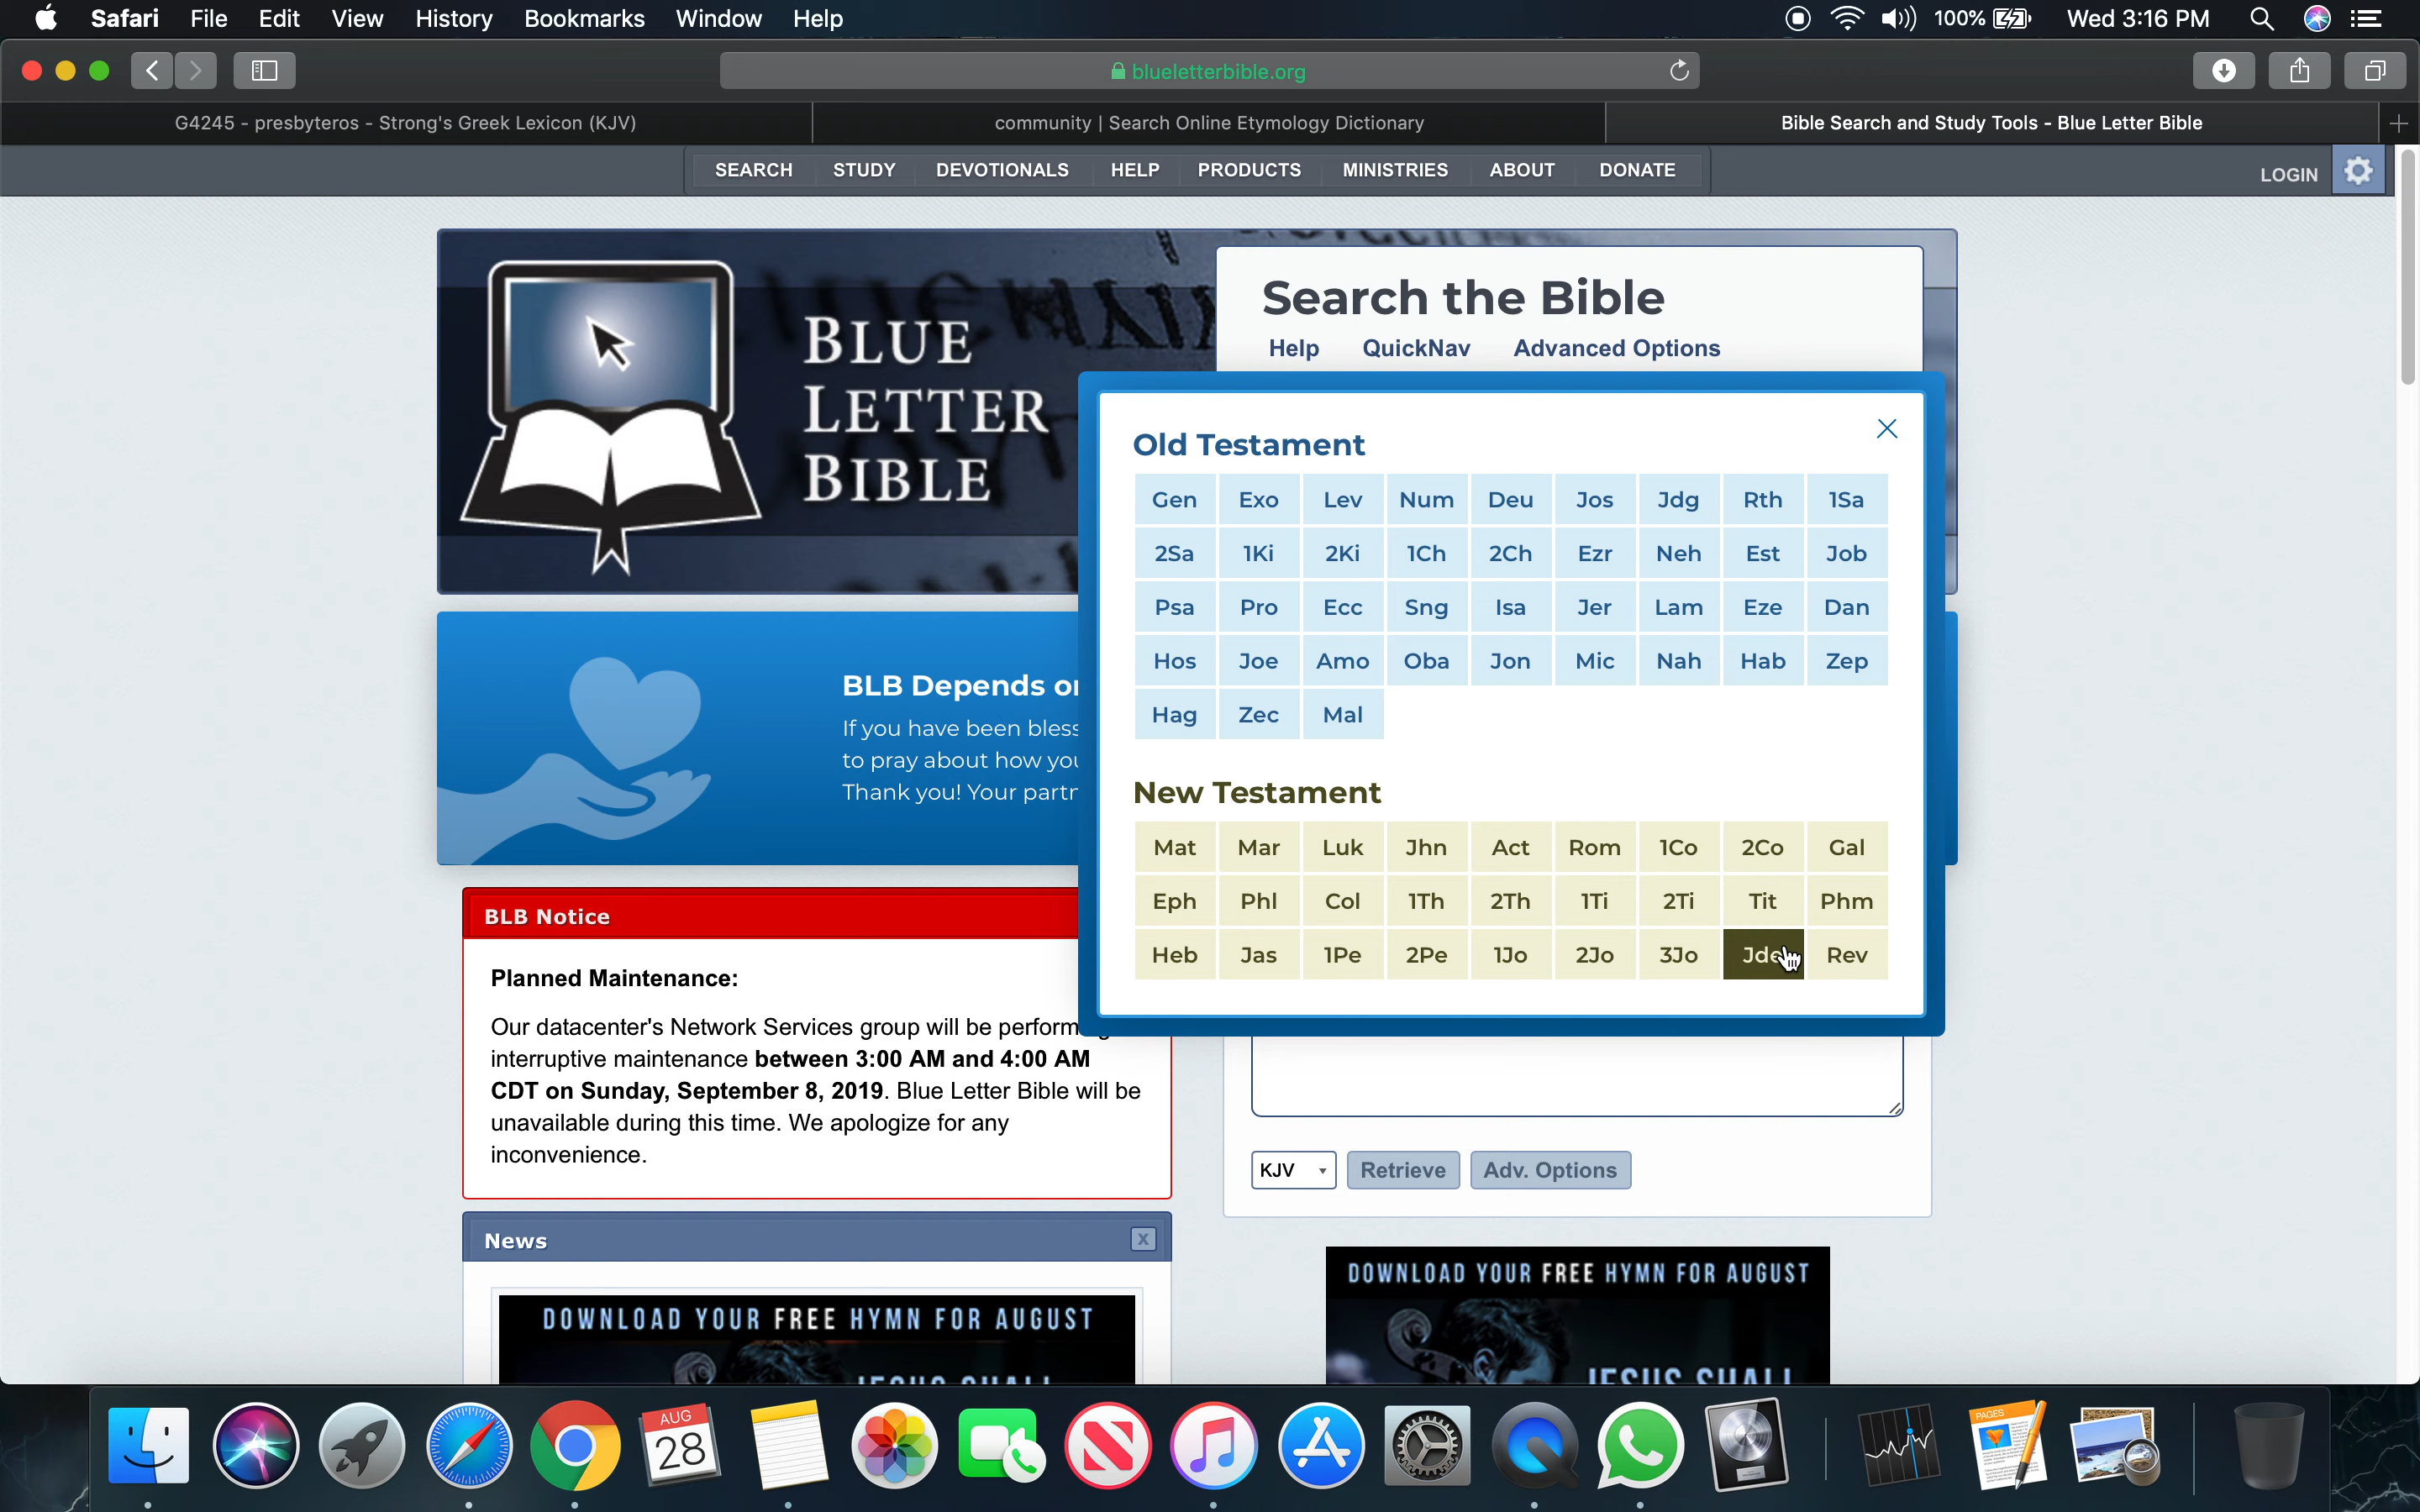 Safari File Edit View History Bookmarks Window Help
100% Wed 3:16 PM
blueletterbible.org
G4245 - presbyteros - Strong's Greek Lexicon (KJV)
community | Search Online Etymology Dictionary
Bible Search and Study Tools - Blue Letter Bible
SEARCH STUDY DEVOTIONALS HELP PRODUCTS MINISTRIES ABOUT DONATE
LOGIN
BLUE
LETTER
BIBLE
Search the Bible
Help QuickNav Advanced Options
Old Testament
Gen Exo Lev Num Deu Jos Jdg Rth 1Sa
2Sa 1Ki 2Ki 1Ch 2Ch Ezr Neh Est Job
Psa Pro Ecc Sng Isa Jer Lam Eze Dan
Hos Joe Amo Oba Jon Mic Nah Hab Zep
Hag Zec Mal
New Testament
Mat Mar Luk Jhn Act Rom 1Co 2Co Gal
Eph Phl Col 1Th 2Th 1Ti 2Ti Tit Phm
Heb Jas 1Pe 2Pe 1Jo 2Jo 3Jo Jde Rev
BLB Depends
If you have been
to pray about how
Thank you! Your
BLB Notice
Planned Maintenance:
Our datacenter's Network Services group will be
interruptive maintenance between 3:00 AM and 4:00 AM
CDT on Sunday, September 8, 2019. Blue Letter Bible will be
unavailable during this time. We apologize for any
inconvenience.
KJV Retrieve Adv. Options
News
X
DOWNLOAD YOUR FREE HYMN FOR AUGUST
JESUS SHALL
DOWNLOAD YOUR FREE HYMN FOR AUGUST
JESUS SHALL
AUG
28
PAGES